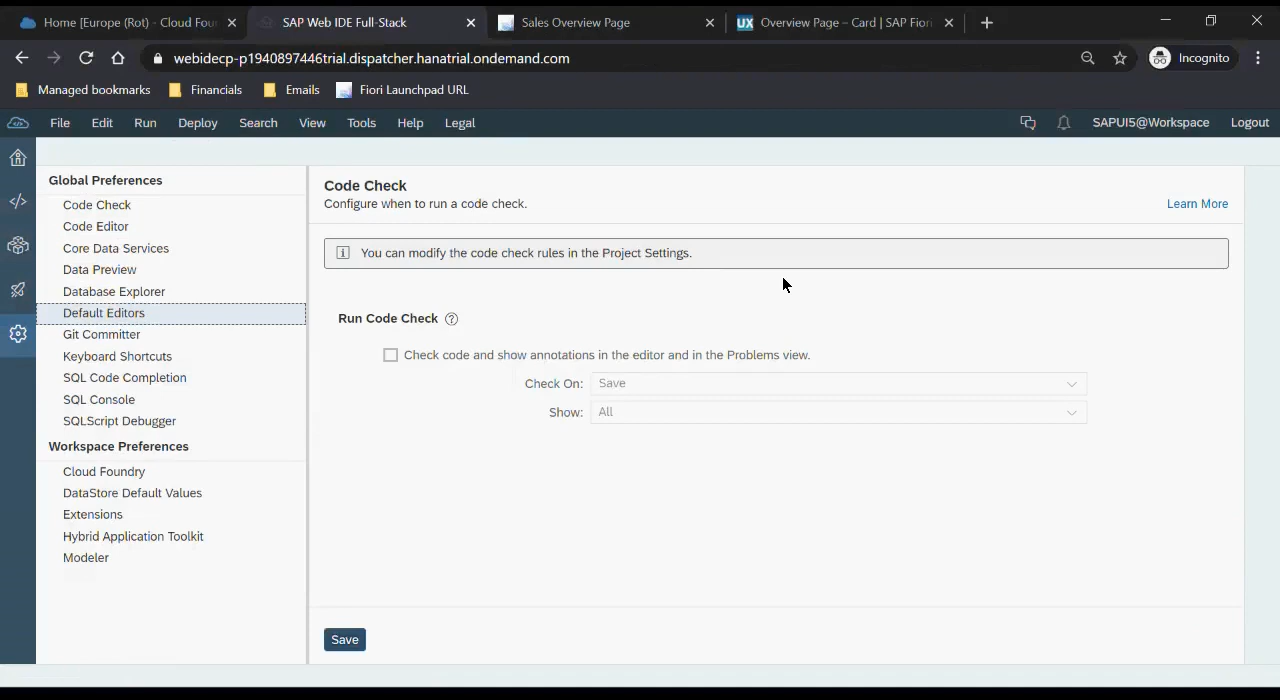 Home [Europe (Rot) - Cloud Fou
SAP Web IDE Full-Stack
Sales Overview Page
UX Overview Page – Card | SAP Fiori
webidecp-p1940897446trial.dispatcher.hanatrial.ondemand.com
Incognito
Managed bookmarks
Financials
Emails
Fiori Launchpad URL
File Edit Run Deploy Search View Tools Help Legal
SAPUI5@Workspace
Logout
Global Preferences
Code Check
Code Editor
Core Data Services
Data Preview
Database Explorer
Default Editors
Git Committer
Keyboard Shortcuts
SQL Code Completion
SQL Console
SQLScript Debugger
Workspace Preferences
Cloud Foundry
DataStore Default Values
Extensions
Hybrid Application Toolkit
Modeler
Code Check
Configure when to run a code check.
Learn More
You can modify the code check rules in the Project Settings.
Run Code Check
Check code and show annotations in the editor and in the Problems view.
Check On: Save
Show: All
Save